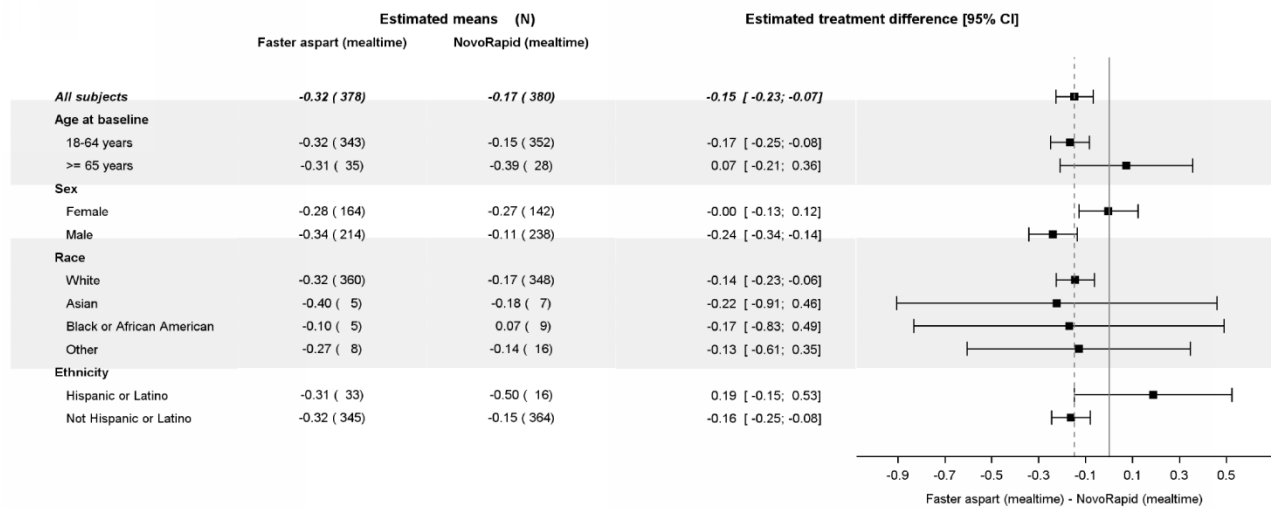 Estimated means (N) Estimated treatment difference [95% CI]
Faster aspart (mealtime) NovoRapid (mealtime)
All subjects -0.32 ( 378) -0.17 ( 380) -0.15 [ -0.23; -0.07]
Age at baseline
18-64 years -0.32 ( 343) -0.15 ( 352) -0.17 [ -0.25; -0.08]
>= 65 years -0.31 ( 35) -0.39 ( 28) 0.07 [ -0.21; 0.36]
Sex
Female -0.28 ( 164) -0.27 ( 142) -0.00 [ -0.13; 0.12]
Male -0.34 ( 214) -0.11 ( 238) -0.24 [ -0.34; -0.14]
Race
White -0.32 ( 360) -0.17 ( 348) -0.14 [ -0.23; -0.06]
Asian -0.40 ( 5) -0.18 ( 7) -0.22 [ -0.91; 0.46]
Black or African American -0.10 ( 5) 0.07 ( 9) -0.17 [ -0.83; 0.49]
Other -0.27 ( 8) -0.14 ( 16) -0.13 [ -0.61; 0.35]
Ethnicity
Hispanic or Latino -0.31 ( 33) -0.50 ( 16) 0.19 [ -0.15; 0.53]
Not Hispanic or Latino -0.32 ( 345) -0.15 ( 364) -0.16 [ -0.25; -0.08]
-0.9 -0.7 -0.5 -0.3 -0.1 0.1 0.3 0.5
Faster aspart (mealtime) - NovoRapid (mealtime)